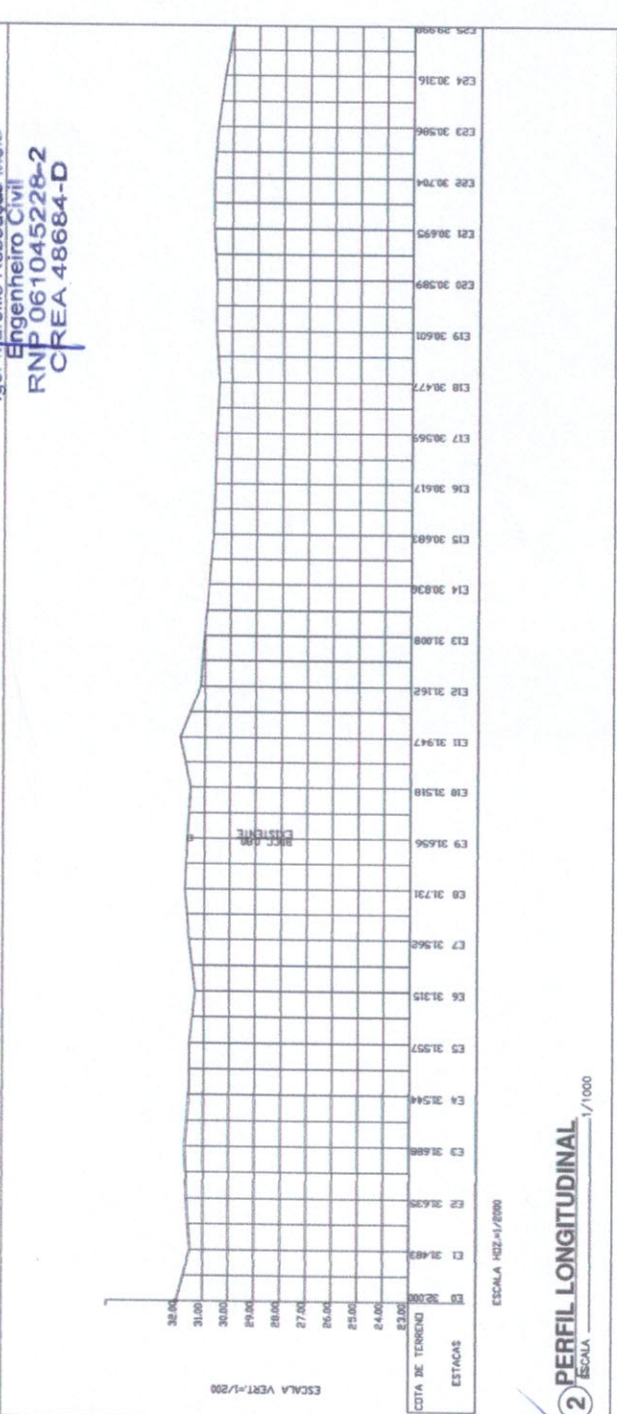 Engenheiro Civil
RNP 061045228-2
CREA 48684-D
ESCALA VERT.=1/200
32.00
31.00
30.00
29.00
28.00
27.00
26.00
25.00
24.00
23.00
COTA DE TERRENO
32.000 31.483 31.635 31.688 31.544 31.557 31.315 31.562 31.731 31.656 31.518 31.947 31.162 31.008 30.836 30.683 30.617 30.569 30.477 30.601 30.589 30.695 30.704 30.586 30.316
ESTACAS
E0 E1 E2 E3 E4 E5 E6 E7 E8 E9 E10 E11 E12 E13 E14 E15 E16 E17 E18 E19 E20 E21 E22 E23 E24 E25
EXISTENTE
ESCALA HOZ.=1/2000
2 PERFIL LONGITUDINAL
ESCALA 1/1000